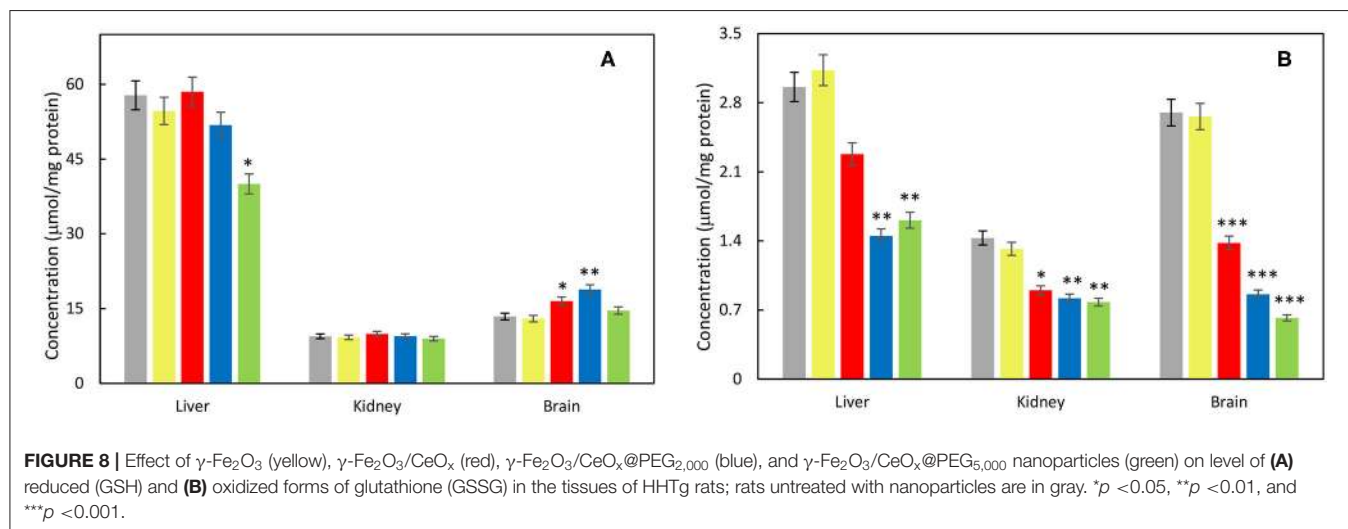 A
Concentration (μmol/mg protein)
60
45
30
15
0
*
*
**
Liver Kidney Brain
B
Concentration (μmol/mg protein)
3.5
2.8
2.1
1.4
0.7
0
** **
* ** **
*** *** ***
Liver Kidney Brain
FIGURE 8 | Effect of γ-Fe₂O₃ (yellow), γ-Fe₂O₃/CeOₓ (red), γ-Fe₂O₃/CeOₓ@PEG₂,₀₀₀ (blue), and γ-Fe₂O₃/CeOₓ@PEG₅,₀₀₀ nanoparticles (green) on level of (A)
reduced (GSH) and (B) oxidized forms of glutathione (GSSG) in the tissues of HHTg rats; rats untreated with nanoparticles are in gray. *p <0.05, **p <0.01, and
***p <0.001.